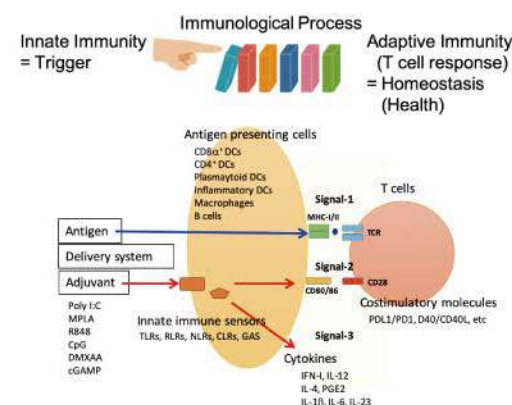 Immunological Process
Innate Immunity
= Trigger
Adaptive Immunity
(T cell response)
= Homeostasis
(Health)
Antigen presenting cells
CD8α⁺ DCs
CD4⁺ DCs
Plasmaytoid DCs
Inflammatory DCs
Macrophages
B cells
Signal-1
MHC-I/II
TCR
T cells
Antigen
Delivery system
Adjuvant
Signal-2
CD80/86
CD28
Poly I:C
MPLA
R848
CpG
DMXAA
cGAMP
Innate immune sensors
TLRs, RLRs, NLRs, CLRs, GAS
Costimulatory molecules
PDL1/PD1, D40/CD40L, etc
Signal-3
Cytokines
IFN-I, IL-12
IL-4, PGE2
IL-1ß, IL-6, IL-23